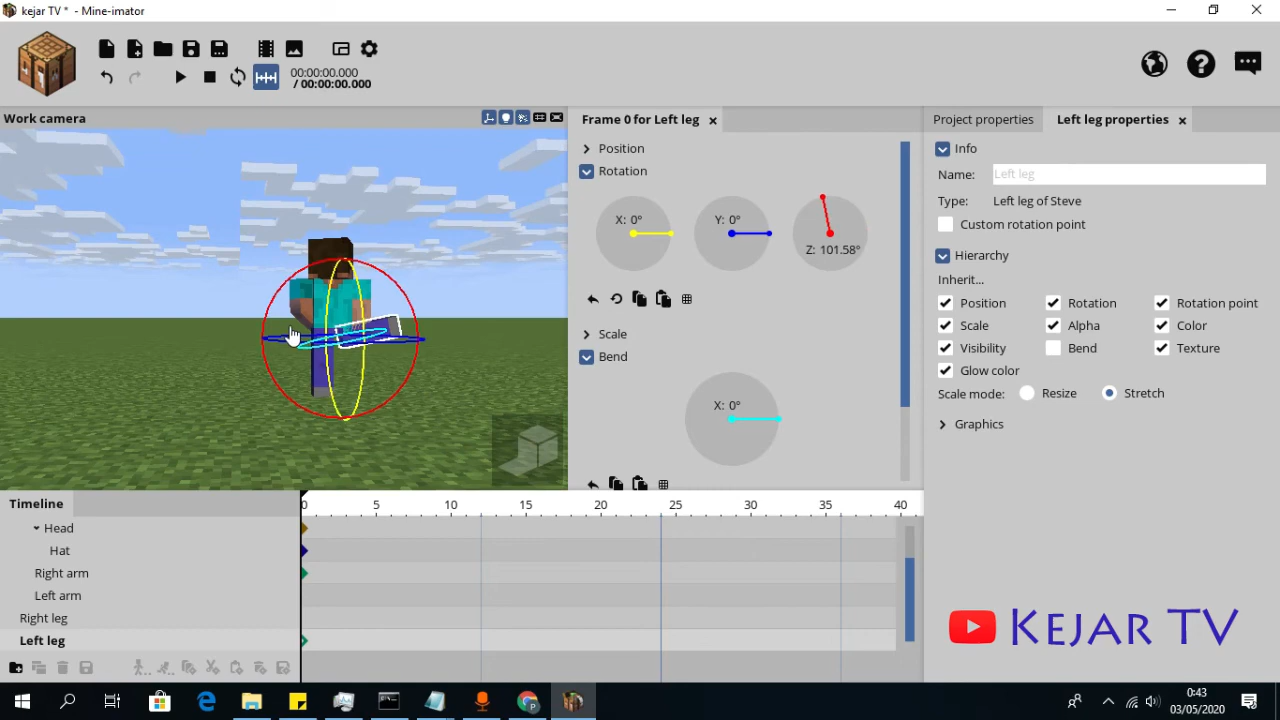 kejar TV * - Mine-imator
00:00:00.000
/ 00:00:00.000
Work camera
Frame 0 for Left leg
Position
Rotation
X: 0°
Y: 0°
Z: 101.58°
Scale
Bend
X: 0°
Project properties
Left leg properties
Info
Name: Left leg
Type: Left leg of Steve
Custom rotation point
Hierarchy
Inherit...
Position Rotation Rotation point
Scale Alpha Color
Visibility Bend Texture
Glow color
Scale mode: Resize Stretch
Graphics
Timeline
0 5 10 15 20 25 30 35 40
Head
Hat
Right arm
Left arm
Right leg
Left leg
Kejar TV
0:43
03/05/2020